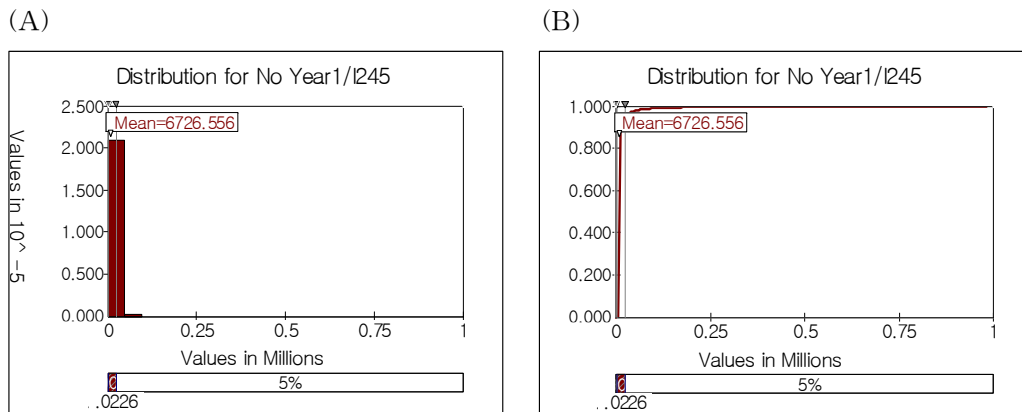 (A)
Distribution for No Year1/I245
Values in 10^ -5
2.500
2.000
1.500
1.000
0.500
0.000
Mean=6726.556
0
0.25
0.5
0.75
1
Values in Millions
5%
.0226
(B)
Distribution for No Year1/I245
1.000
0.800
0.600
0.400
0.200
0.000
Mean=6726.556
0
0.25
0.5
0.75
1
Values in Millions
5%
.0226